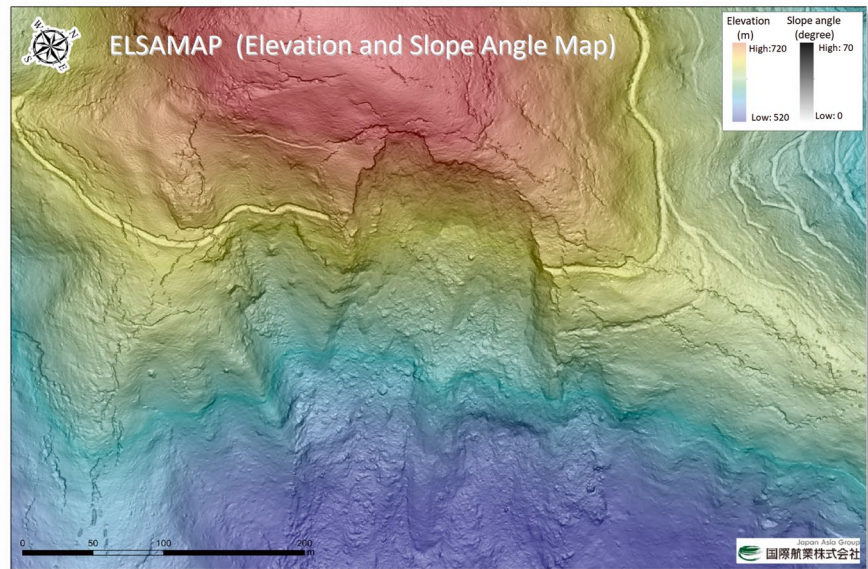 ELSAMAP (Elevation and Slope Angle Map)
Elevation
(m)
Slope angle
(degree)
High:720
High: 70
Low: 520
Low: 0
W
N
S
E
0
50
100
200
m
Japan Asia Group
国際航業株式会社